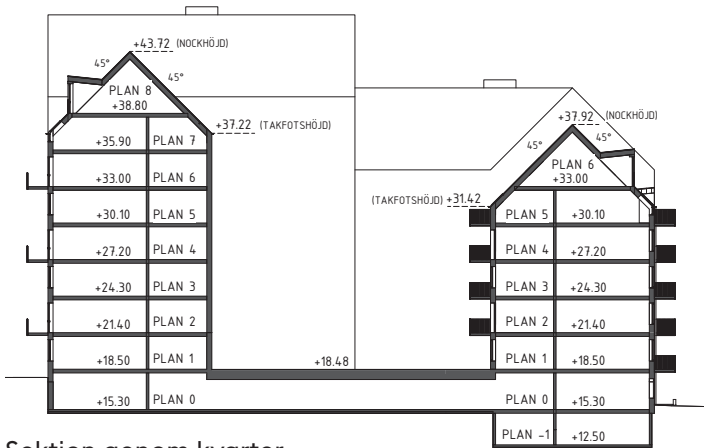 +43.72 (NOCKHÖJD)
45°
45°
PLAN 8
+38.80
+37.22 (TAKFOTSHÖJD)
+35.90 PLAN 7
+33.00 PLAN 6
+30.10 PLAN 5
+27.20 PLAN 4
+24.30 PLAN 3
+21.40 PLAN 2
+18.50 PLAN 1
+15.30 PLAN 0
+18.48
+37.92 (NOCKHÖJD)
45°
45°
PLAN 6
+33.00
(TAKFOTSHÖJD) +31.42
PLAN 5 +30.10
PLAN 4 +27.20
PLAN 3 +24.30
PLAN 2 +21.40
PLAN 1 +18.50
PLAN 0 +15.30
PLAN -1 +12.50
Sektion genom kvarter